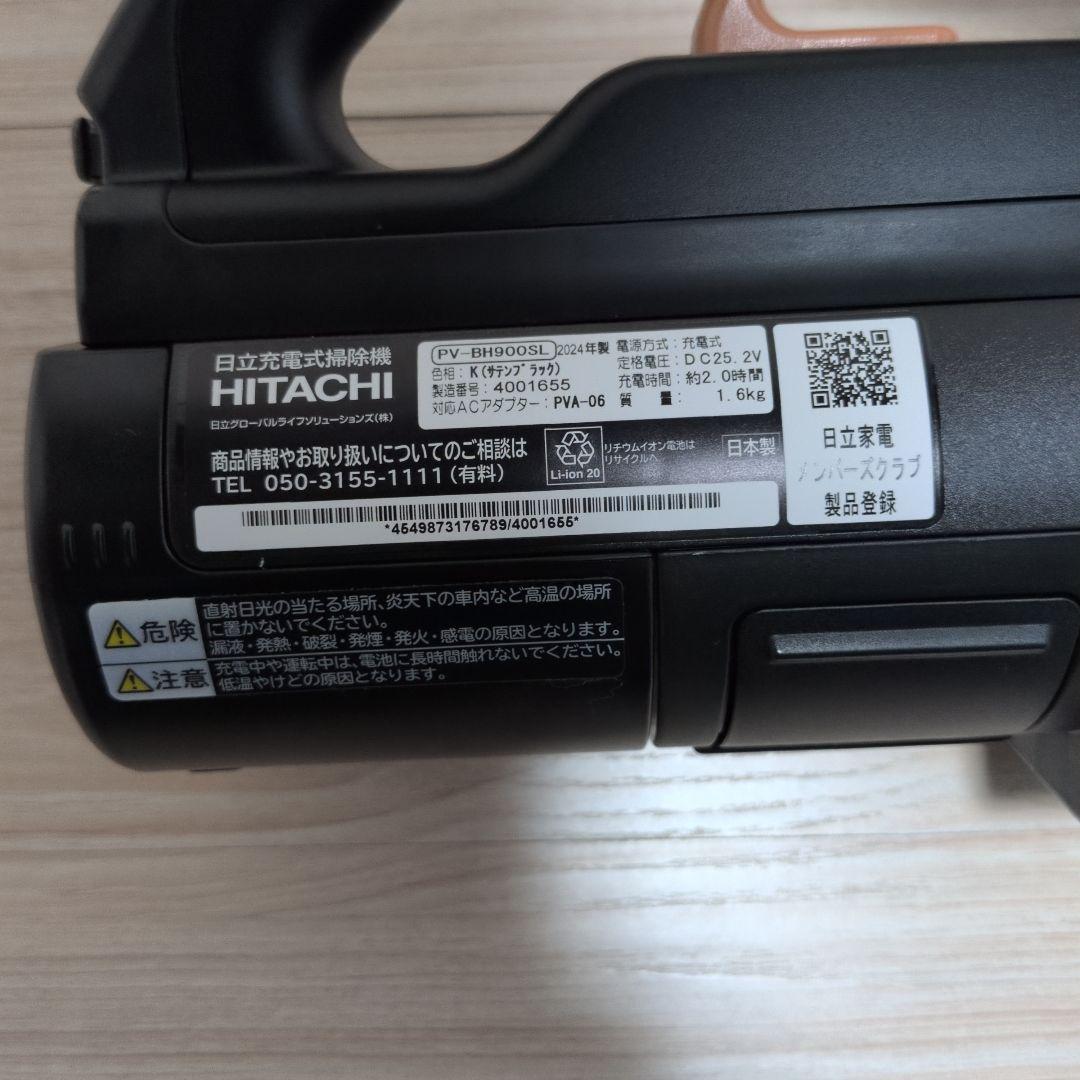 日立充電式掃除機
HITACHI
日立グローバルライフソリューションズ(株)
PV-BH900SL 2024年製
色相：K(サテンブラック)
製造番号：4001655
対応ACアダプター：PVA-06
電源方式：充電式
定格電圧：DC25.2V
充電時間：約2.0時間
質量：1.6kg
商品情報やお取り扱いについてのご相談は
TEL 050-3155-1111(有料)
Li-ion 20
リチウムイオン電池は
リサイクルへ
日本製
*4549873176789/4001655*
日立家電
メンバーズクラブ
製品登録
危険
直射日光の当たる場所、炎天下の車内など高温の場所
に置かないでください。
漏液・発熱・破裂・発煙・発火・感電の原因となります。
注意
充電中や運転中は、電池に長時間触れないでください。
低温やけどの原因となります。